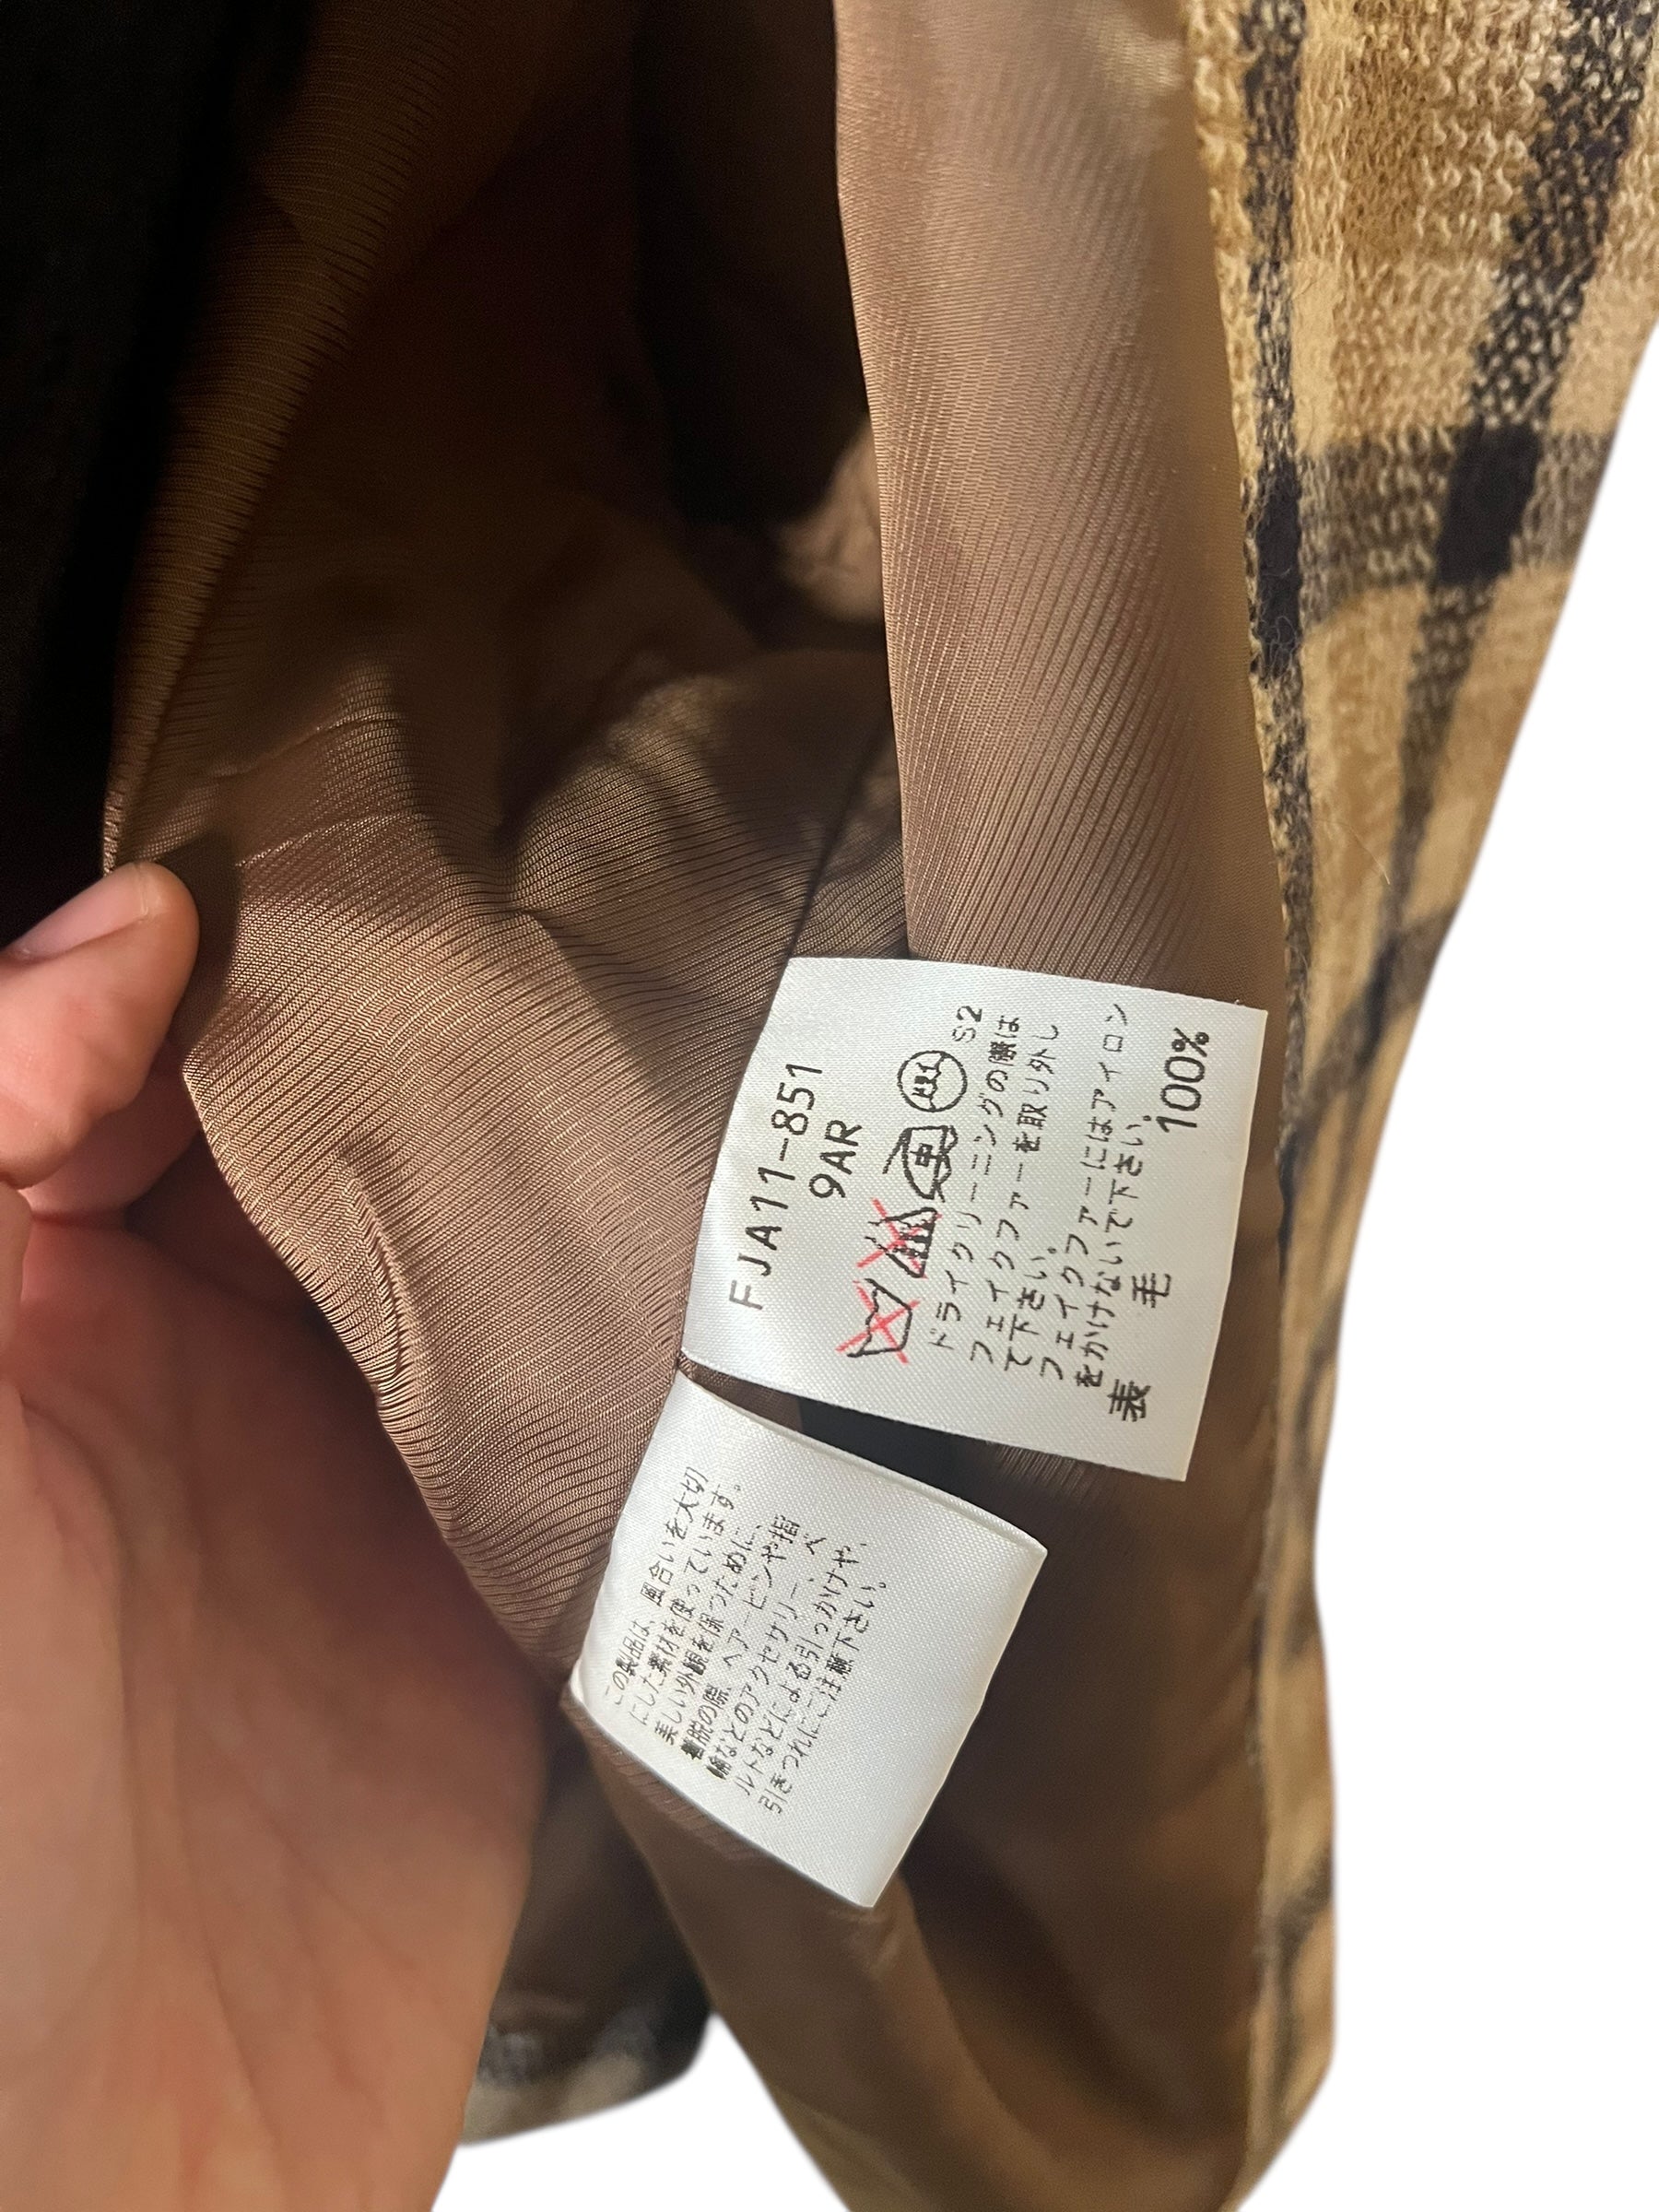 FJA11-851
9AR
中
ドライ
S2
ドライクリーニングの際は
フェイクファーを取り外し
て下さい。
フェイクファーにはアイロン
をかけないで下さい。
表 毛 100%
この製品は、風合いを大切
にした素材を使っています。
美しい外観を保つために、
着脱の際、ヘアーピンや指
輪などのアクセサリー、ベ
ルトなどによる引っかけや、
引きつれにご注意下さい。